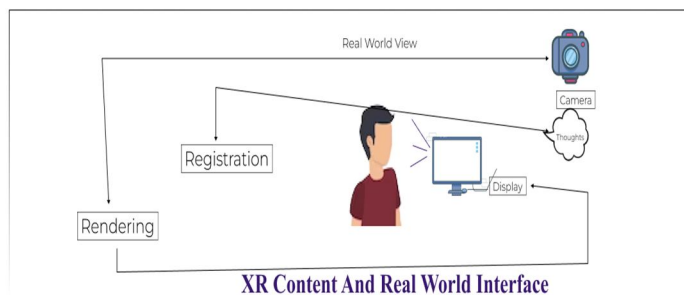 Real World View
Camera
Thoughts
Registration
Display
Rendering
XR Content And Real World Interface